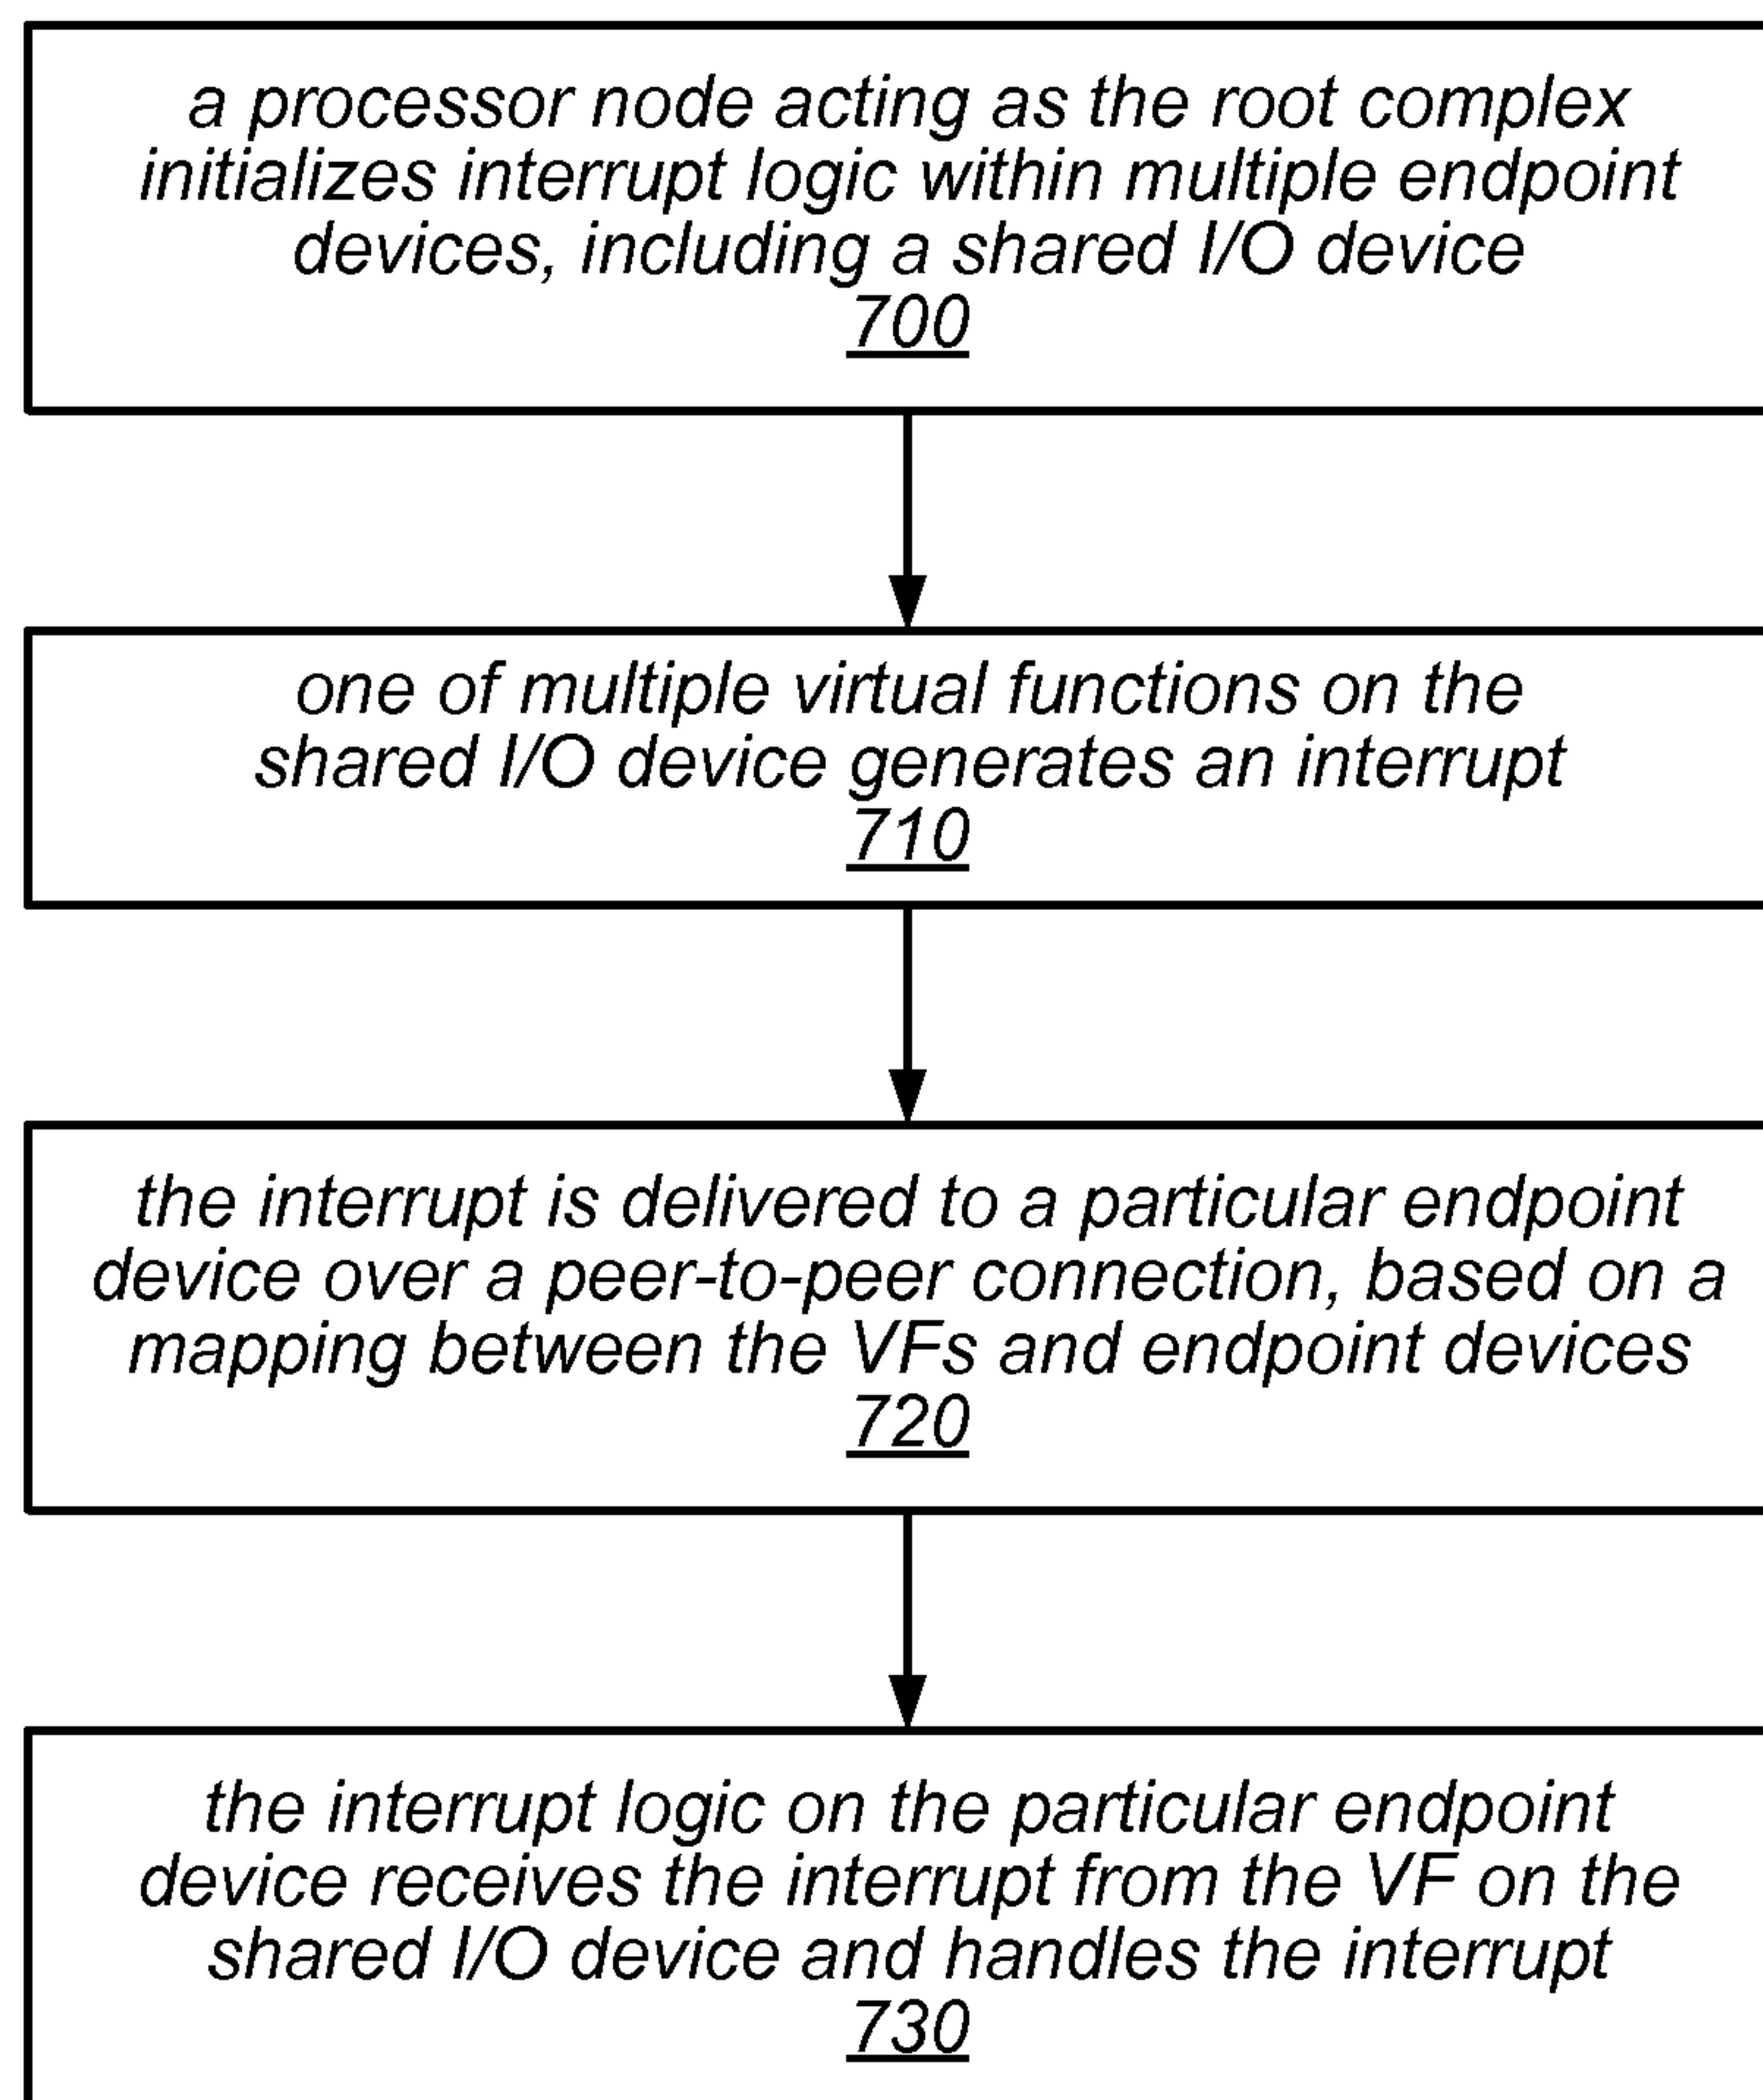 a processor node acting as the root complex
initializes interrupt logic within multiple endpoint
devices, including a shared I/O device
700
one of multiple virtual functions on the
shared I/O device generates an interrupt
710
the interrupt is delivered to a particular endpoint
device over a peer-to-peer connection, based on a
mapping between the VFs and endpoint devices
720
the interrupt logic on the particular endpoint
device receives the interrupt from the VF on the
shared I/O device and handles the interrupt
730